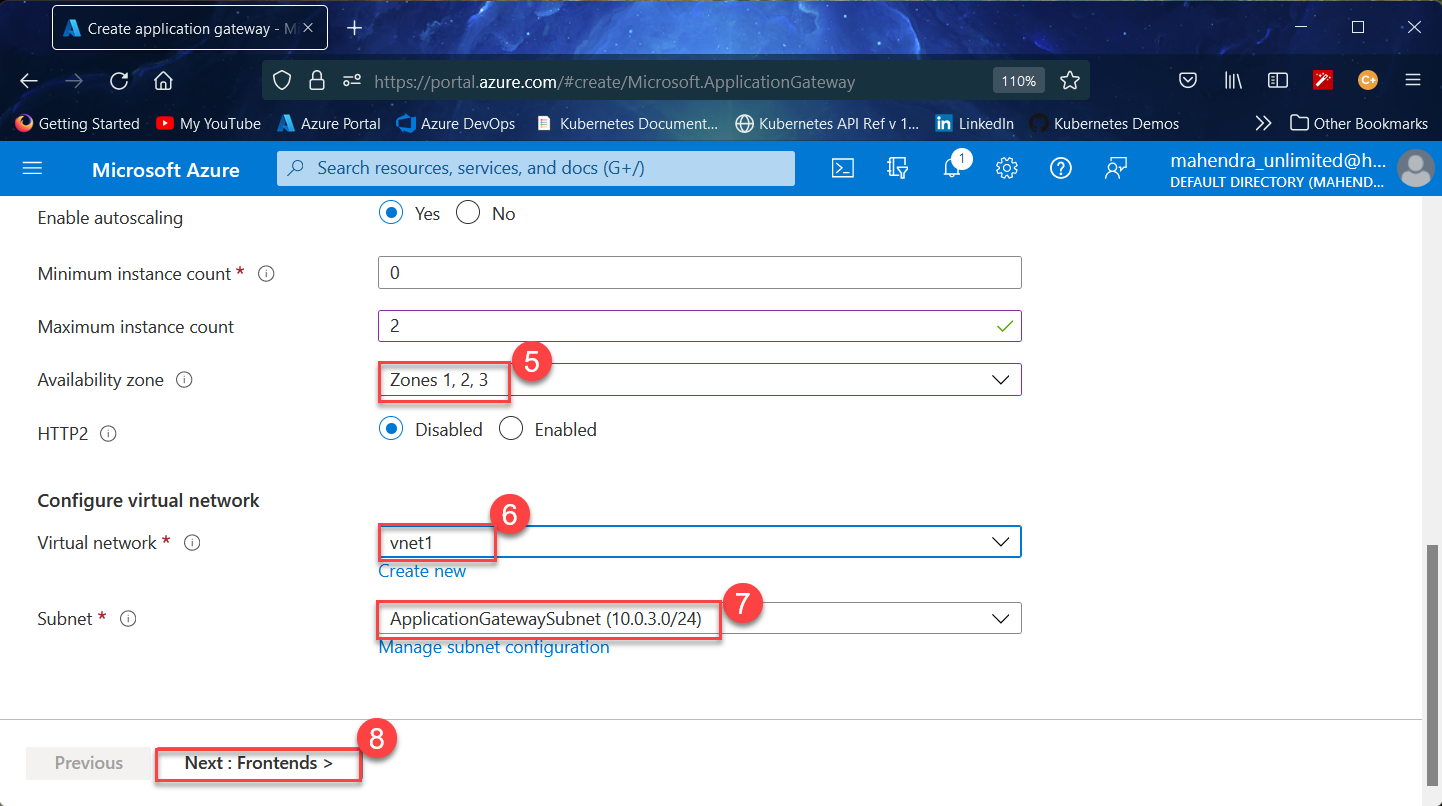 Create application gateway - M
https://portal.azure.com/#create/Microsoft.ApplicationGateway 110%
Getting Started My YouTube Azure Portal Azure DevOps Kubernetes Document... Kubernetes API Ref v 1... LinkedIn Kubernetes Demos Other Bookmarks
Microsoft Azure Search resources, services, and docs (G+/) 1 mahendra_unlimited@h...
DEFAULT DIRECTORY (MAHEND...
Enable autoscaling Yes No
Minimum instance count * 0
Maximum instance count 2
5
Availability zone Zones 1, 2, 3
HTTP2 Disabled Enabled
Configure virtual network
6
Virtual network * vnet1
Create new
7
Subnet * ApplicationGatewaySubnet (10.0.3.0/24)
Manage subnet configuration
8
Previous Next : Frontends >